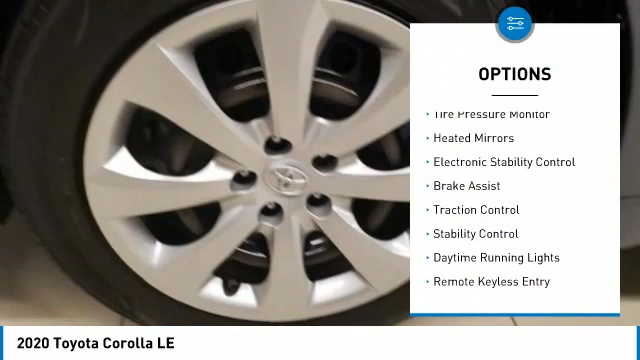 OPTIONS
Tire Pressure Monitor
Heated Mirrors
Electronic Stability Control
Brake Assist
Traction Control
Stability Control
Daytime Running Lights
Remote Keyless Entry
2020 Toyota Corolla LE